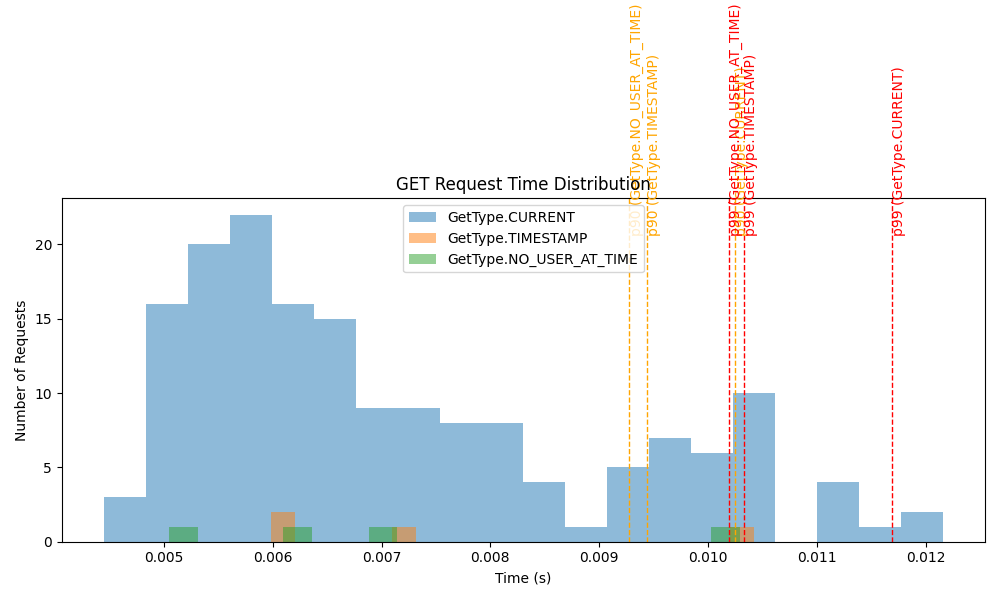 p90 (GetType.NO_USER_AT_TIME)
p90 (GetType.TIMESTAMP)
p99 (GetType.NO_USER_AT_TIME)
p99 (GetType.TIMESTAMP)
p99 (GetType.CURRENT)
GET Request Time Distribution
GetType.CURRENT
GetType.TIMESTAMP
GetType.NO_USER_AT_TIME
Number of Requests
20
15
10
5
0
0.005
0.006
0.007
0.008
0.009
0.010
0.011
0.012
Time (s)